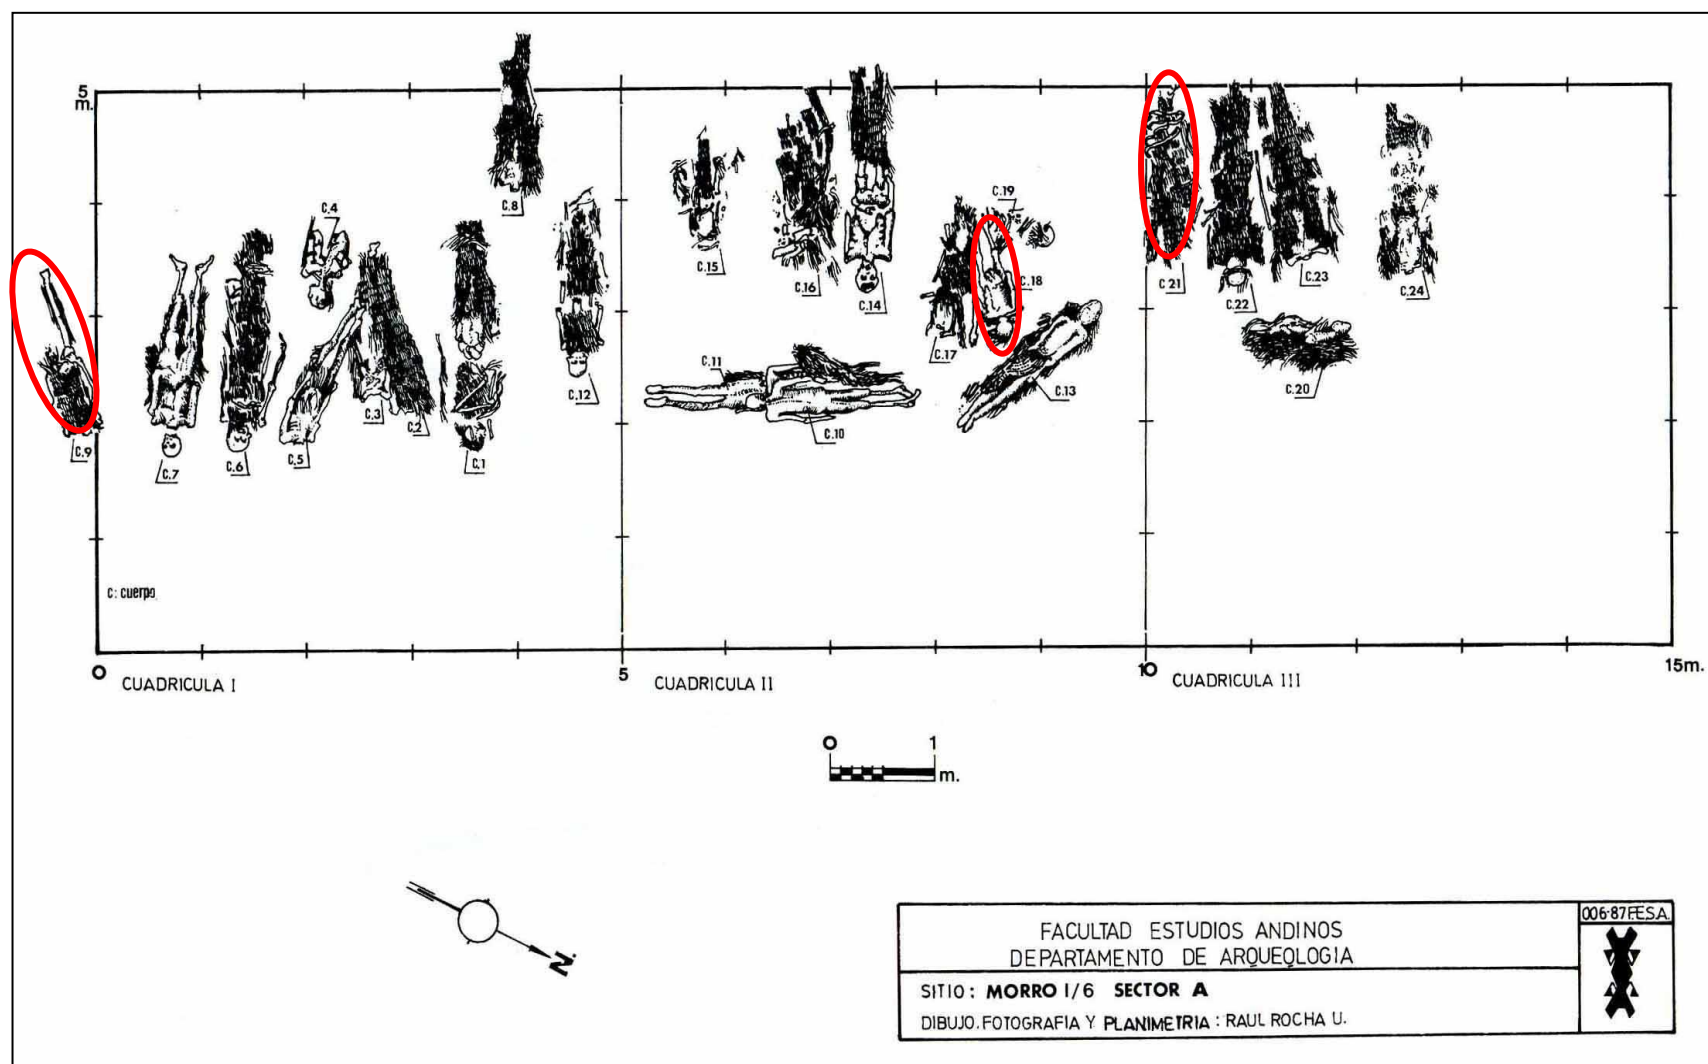 5
m.
C.8
C.4
C.19
C.15
C.16
C.14
C.18
C.21
C.22
C.23
C.24
C.17
C.11
C.13
C.20
C.12
C.10
C.3
C.2
C.9
C.7
C.6
C.5
C.1
C: cuerpo
0
5
10
15m.
CUADRICULA I
CUADRICULA II
CUADRICULA III
0
1
m.
N.
FACULTAD ESTUDIOS ANDINOS
DEPARTAMENTO DE ARQUEOLOGIA
006-87F.E.S.A.
SITIO: MORRO 1/6 SECTOR A
DIBUJO.FOTOGRAFIA Y PLANIMETRIA : RAUL ROCHA U.